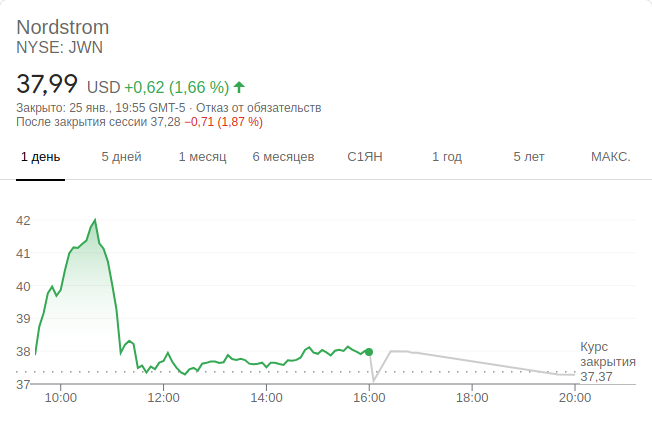 Nordstrom
NYSE: JWN
37,99 USD +0,62 (1,66 %)
Закрыто: 25 янв., 19:55 GMT-5 · Отказ от обязательств
После закрытия сессии 37,28 −0,71 (1,87 %)
1 день 5 дней 1 месяц 6 месяцев С1ЯН 1 год 5 лет МАКС.
42
41
40
39
38
37
Курс
закрытия
37,37
10:00 12:00 14:00 16:00 18:00 20:00